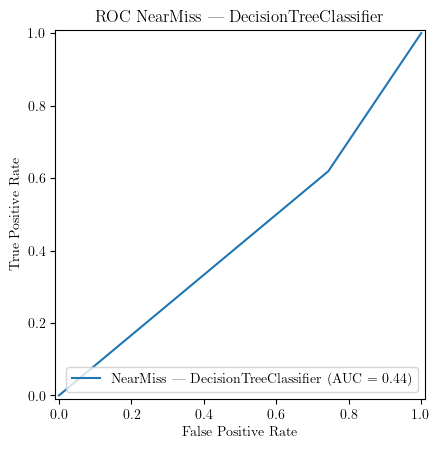 ROC NearMiss — DecisionTreeClassifier
True Positive Rate
1.0
0.8
0.6
0.4
0.2
0.0
NearMiss — DecisionTreeClassifier (AUC = 0.44)
0.0 0.2 0.4 0.6 0.8 1.0
False Positive Rate